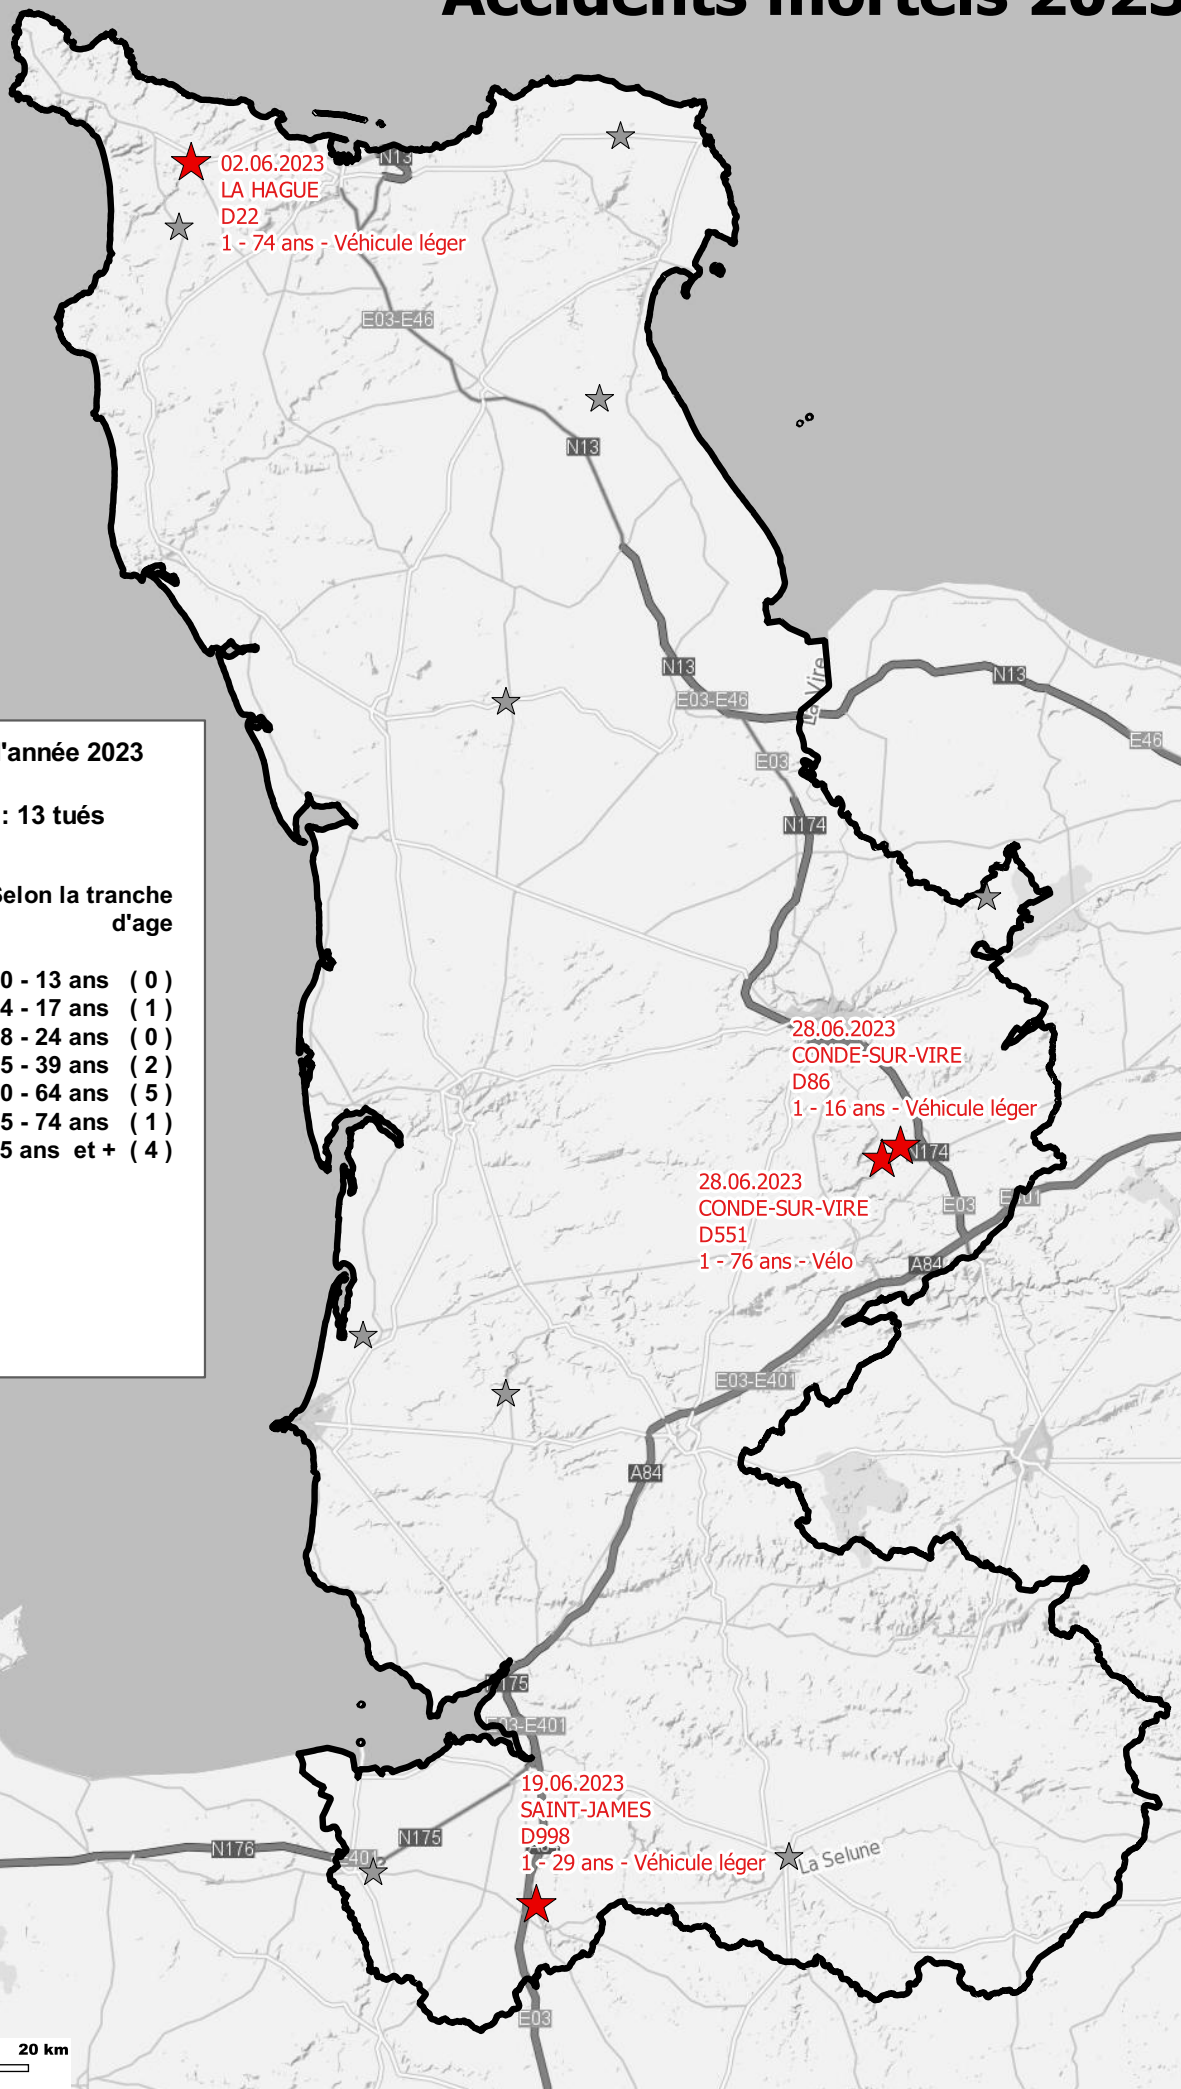 Accidents mortels 2023
02.06.2023
LA HAGUE
D22
1 - 74 ans - Véhicule léger
N13
E03-E46
N13
N13
E03-E46
La Vire
N13
E46
E03
N174
'année 2023
: 13 tués
Selon la tranche
d'age
0 - 13 ans ( 0 )
4 - 17 ans ( 1 )
8 - 24 ans ( 0 )
5 - 39 ans ( 2 )
0 - 64 ans ( 5 )
5 - 74 ans ( 1 )
5 ans et + ( 4 )
28.06.2023
CONDE-SUR-VIRE
D86
1 - 16 ans - Véhicule léger
N174
28.06.2023
CONDE-SUR-VIRE
D551
1 - 76 ans - Vélo
E03
A84
E03-E401
A84
N175
E03-E401
19.06.2023
SAINT-JAMES
D998
1 - 29 ans - Véhicule léger
N175
N176
La Selune
E03
20 km